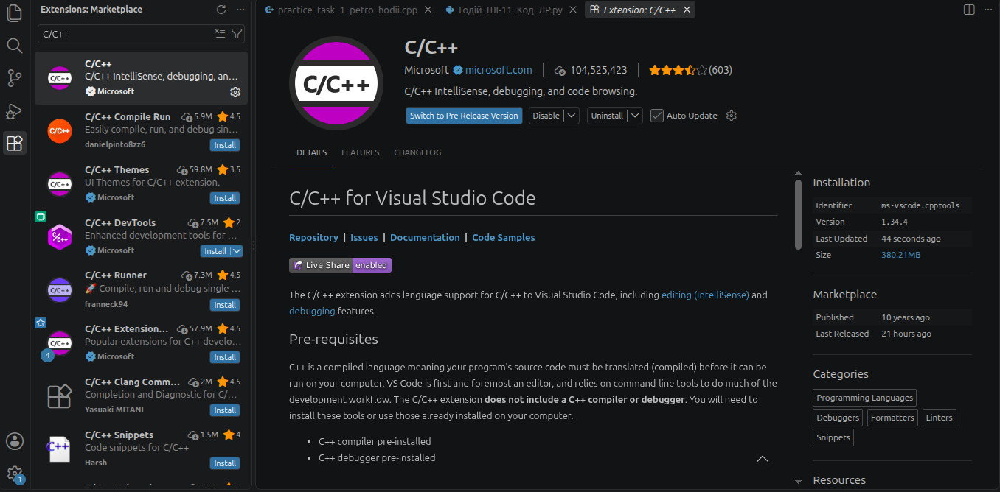 Extensions: Marketplace
C/C++
C/C++
C/C++ IntelliSense, debugging, an…
Microsoft
C/C++ Compile Run 5.9M 4.5
Easily compile, run, and debug sin…
danielpinto8zz6 Install
C/C++ Themes 59.8M 3.5
UI Themes for C/C++ extension.
Microsoft Install
C/C++ DevTools 7.5M 2
Enhanced development tools for …
Microsoft Install
C/C++ Runner 7.3M 4.5
🚀 Compile, run and debug single …
franneck94 Install
C/C++ Extension… 57.9M 4.5
Popular extensions for C++ develo…
4 Microsoft Install
C/C++ Clang Comm… 2M 4.5
Completion and Diagnostic for C/…
Yasuaki MITANI Install
C/C++ Snippets 1.5M 4
Code snippets for C/C++
Harsh Install
1
practice_task_1_petro_hodii.cpp
Годій_ШІ-11_Код_ЛР.py
Extension: C/C++
C/C++
C/C++
Microsoft microsoft.com 104,525,423 (603)
C/C++ IntelliSense, debugging, and code browsing.
Switch to Pre-Release Version Disable Uninstall Auto Update
DETAILS FEATURES CHANGELOG
C/C++ for Visual Studio Code
Repository | Issues | Documentation | Code Samples
Live Share enabled
The C/C++ extension adds language support for C/C++ to Visual Studio Code, including editing (IntelliSense) and
debugging features.
Pre-requisites
C++ is a compiled language meaning your program's source code must be translated (compiled) before it can be
run on your computer. VS Code is first and foremost an editor, and relies on command-line tools to do much of the
development workflow. The C/C++ extension does not include a C++ compiler or debugger. You will need to
install these tools or use those already installed on your computer.
• C++ compiler pre-installed
• C++ debugger pre-installed
Installation
Identifier ms-vscode.cpptools
Version 1.34.4
Last Updated 44 seconds ago
Size 380.21MB
Marketplace
Published 10 years ago
Last Released 21 hours ago
Categories
Programming Languages
Debuggers Formatters Linters
Snippets
Resources